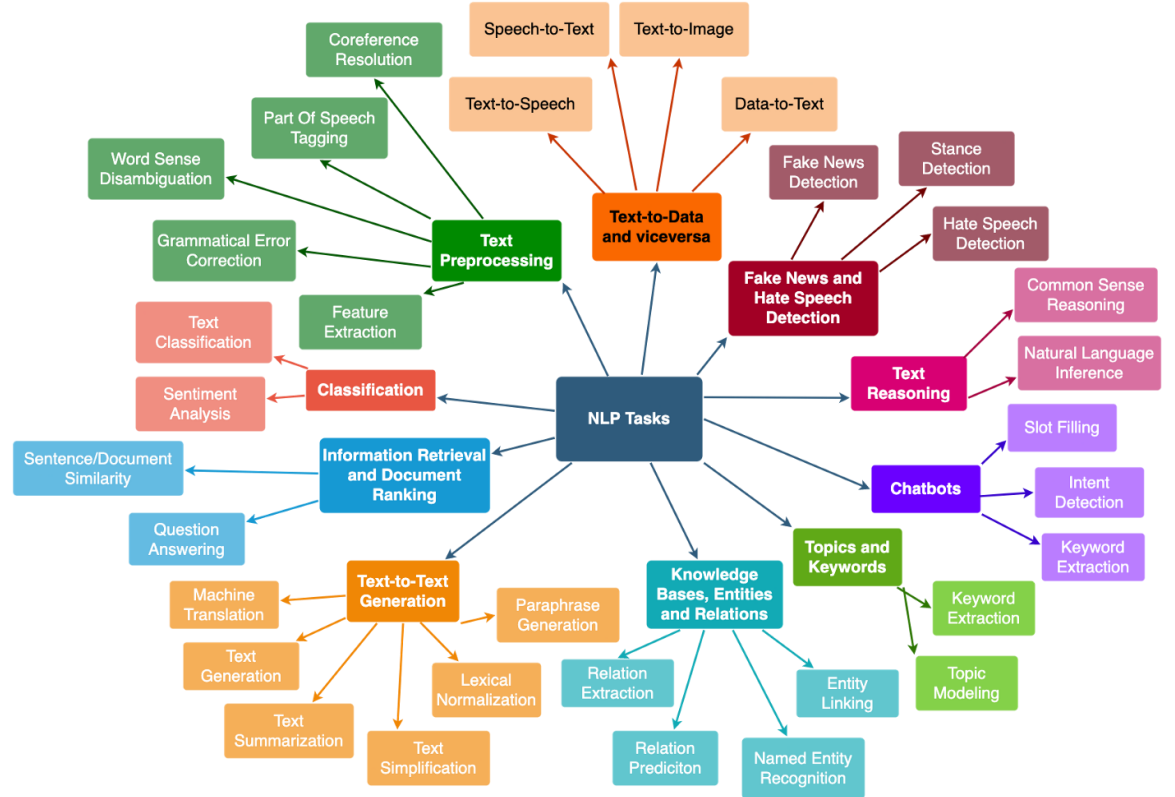 Speech-to-Text
Text-to-Image
Coreference
Resolution
Text-to-Speech
Data-to-Text
Part Of Speech
Tagging
Word Sense
Disambiguation
Fake News
Detection
Stance
Detection
Text-to-Data
and viceversa
Hate Speech
Detection
Grammatical Error
Correction
Text
Preprocessing
Fake News and
Hate Speech
Detection
Common Sense
Reasoning
Feature
Extraction
Text
Classification
Natural Language
Inference
Text
Reasoning
Classification
Sentiment
Analysis
NLP Tasks
Slot Filling
Sentence/Document
Similarity
Information Retrieval
and Document
Ranking
Chatbots
Intent
Detection
Question
Answering
Topics and
Keywords
Keyword
Extraction
Text-to-Text
Generation
Knowledge
Bases, Entities
and Relations
Machine
Translation
Paraphrase
Generation
Keyword
Extraction
Text
Generation
Lexical
Normalization
Relation
Extraction
Entity
Linking
Topic
Modeling
Text
Summarization
Text
Simplification
Relation
Prediciton
Named Entity
Recognition